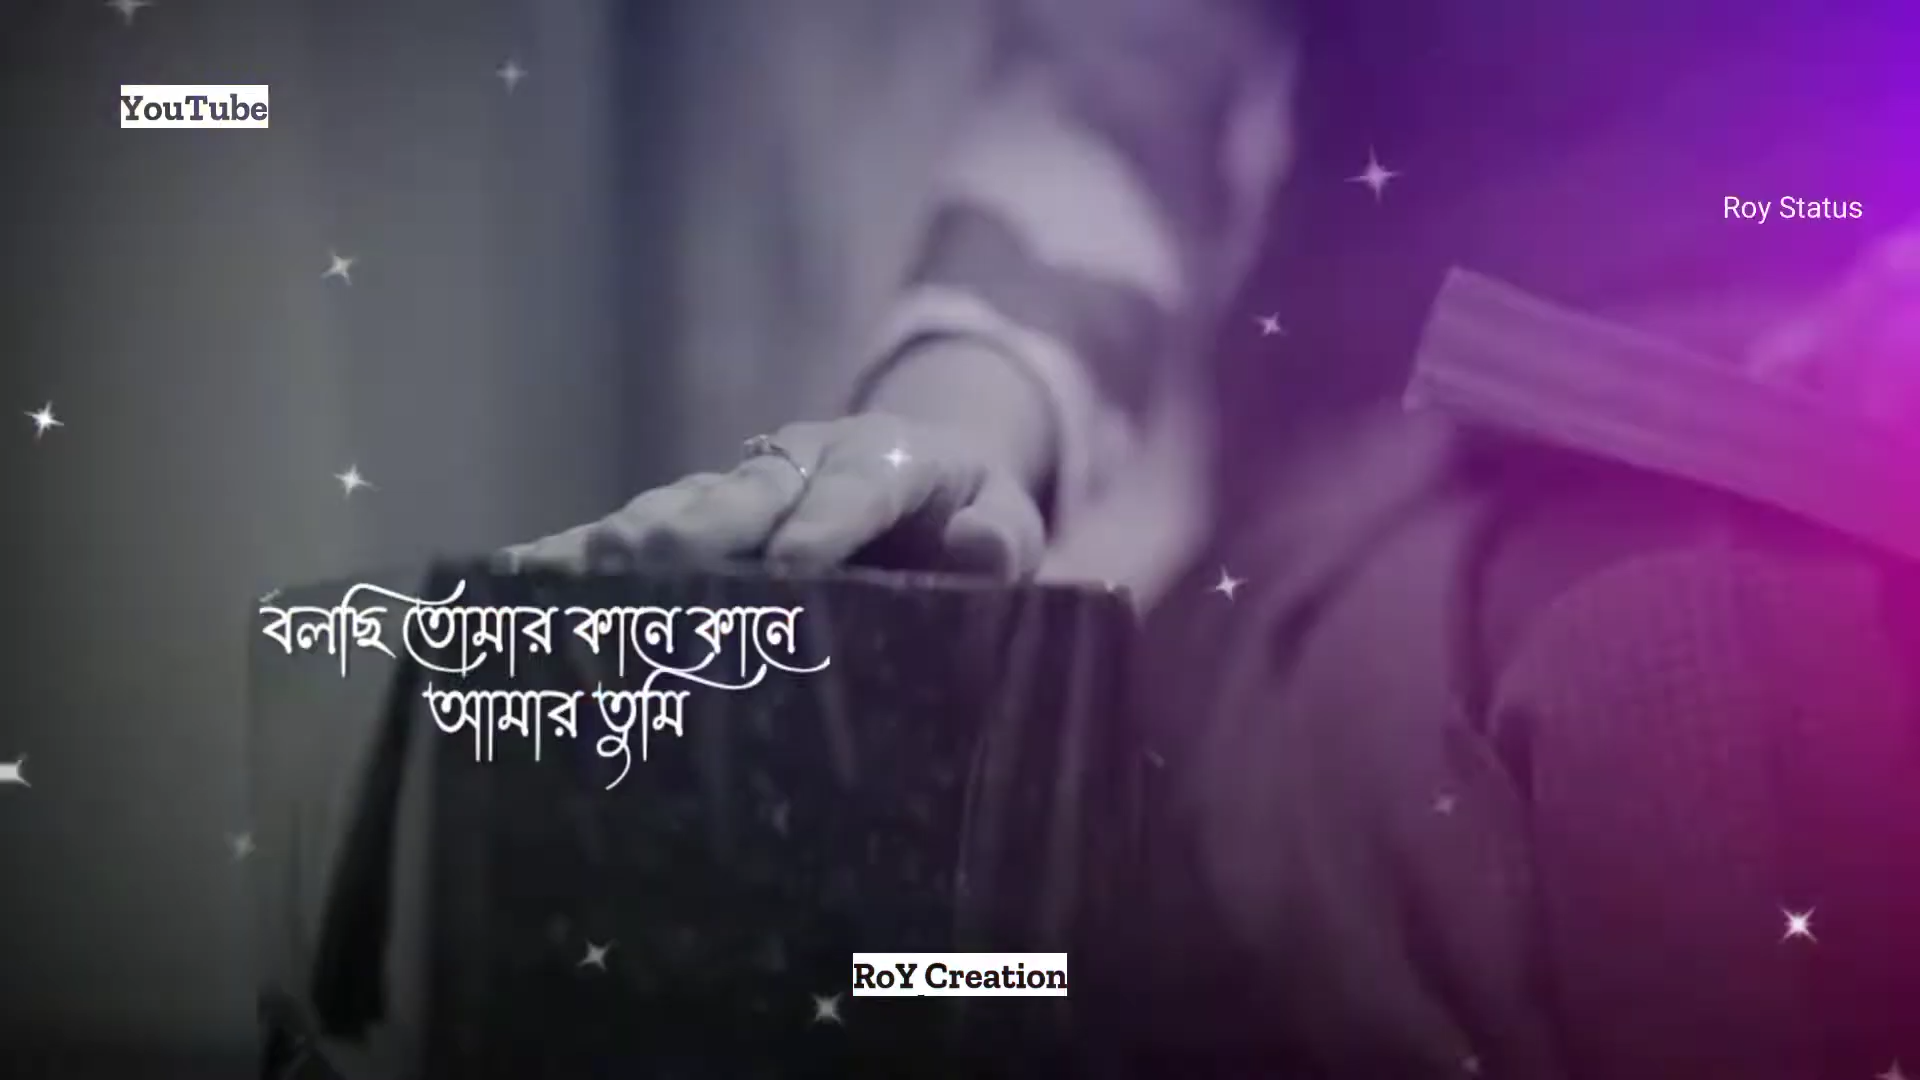 YouTube
Roy Status
বলছি তোমার কানে কানে
আমার তুমি
RoY Creation